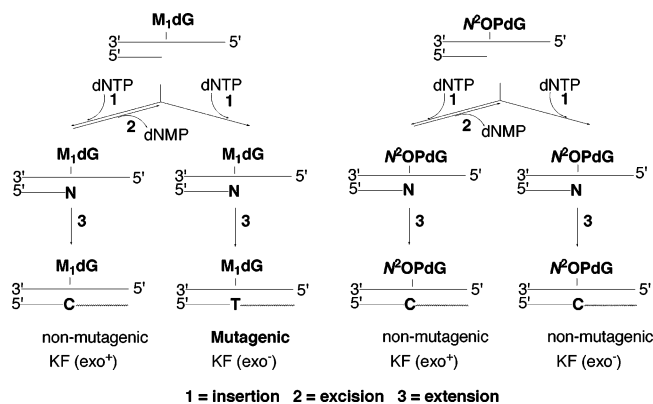 M₁dG N²OPdG
3' 5' 3' 5'
5' 5'
dNTP dNTP dNTP dNTP
1 1 1 1
2 dNMP 2 dNMP
M₁dG M₁dG N²OPdG N²OPdG
3' 5' 3' 5' 3' 5' 3' 5'
5' N 5' N 5' N 5' N
3 3 3 3
M₁dG M₁dG N²OPdG N²OPdG
3' 5' 3' 5' 3' 5' 3' 5'
5' C 5' T 5' C 5' C
non-mutagenic Mutagenic non-mutagenic non-mutagenic
KF (exo⁺) KF (exo⁻) KF (exo⁺) KF (exo⁻)
1 = insertion 2 = excision 3 = extension